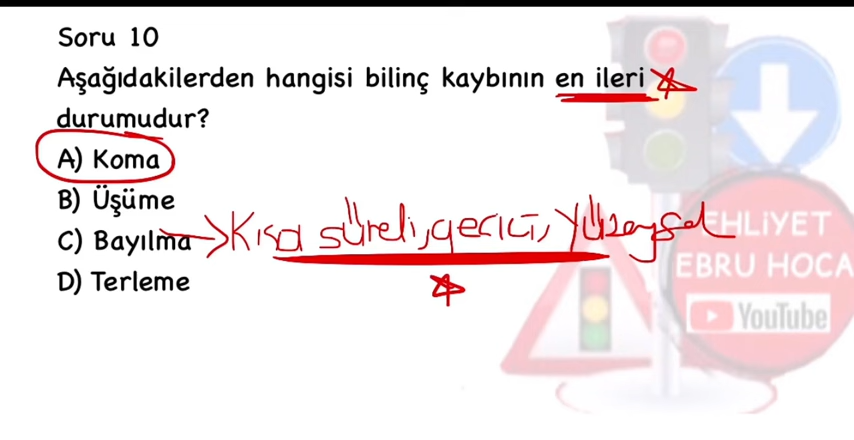 Soru 10
Aşağıdakilerden hangisi bilinç kaybının en ileri
durumudur?
A) Koma
B) Üşüme
C) Bayılma → Kısa süreli, geçici, Yüzeysel
D) Terleme
EHLİYET
EBRU HOCA
YouTube